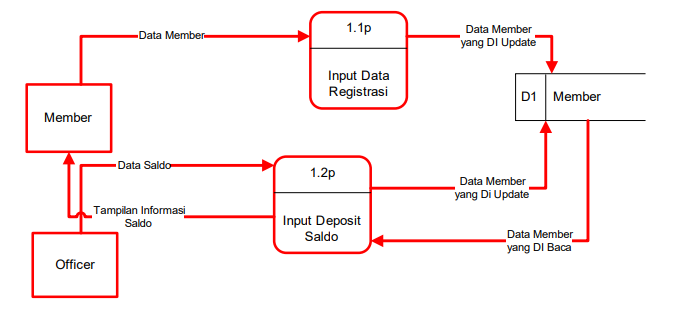 1.1p
Data Member
Data Member
yang DI Update
Input Data
Registrasi
D1
Member
Member
1.2p
Data Saldo
Data Member
yang Di Update
Tampilan Informasi
Saldo
Input Deposit
Saldo
Data Member
yang DI Baca
Officer